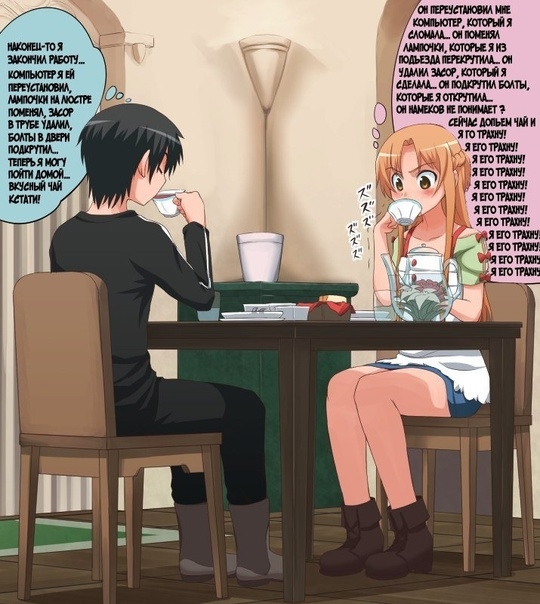 НАКОНЕЦ-ТО Я
ЗАКОНЧИЛ РАБОТУ...
КОМПЬЮТЕР Я ЕЙ
ПЕРЕУСТАНОВИЛ,
ЛАМПОЧКИ НА ЛЮСТРЕ
ПОМЕНЯЛ, ЗАСОР
В ТРУБЕ УДАЛИЛ,
БОЛТЫ В ДВЕРИ
ПОДКРУТИЛ...
ТЕПЕРЬ Я МОГУ
ПОЙТИ ДОМОЙ...
ВКУСНЫЙ ЧАЙ
КСТАТИ!
ОН ПЕРЕУСТАНОВИЛ МНЕ
КОМПЬЮТЕР, КОТОРЫЙ Я
СЛОМАЛА... ОН ПОМЕНЯЛ
ЛАМПОЧКИ, КОТОРЫЕ Я ИЗ
ПОДЪЕЗДА ПЕРЕКРУТИЛА... ОН
УДАЛИЛ ЗАСОР, КОТОРЫЙ Я
СДЕЛАЛА... ОН ПОДКРУТИЛ БОЛТЫ,
КОТОРЫЕ Я ОТКРУТИЛА...
ОН НАМЕКОВ НЕ ПОНИМАЕТ?
СЕЙЧАС ДОПЬЕМ ЧАЙ И
Я ГО ТРАХНУ!
Я ЕГО ТРАХНУ!
Я ЕГО ТРАХНУ!
Я ЕГО ТРАХНУ!
Я ЕГО ТРАХНУ!
Я ЕГО ТРАХНУ!
Я ЕГО ТРАХНУ!
Я ЕГО ТРАХНУ!
Я ЕГО ТРАХНУ!
Я ЕГО ТРАХНУ!
Я ЕГО ТРАХНУ!
ズズズ
ズズズ